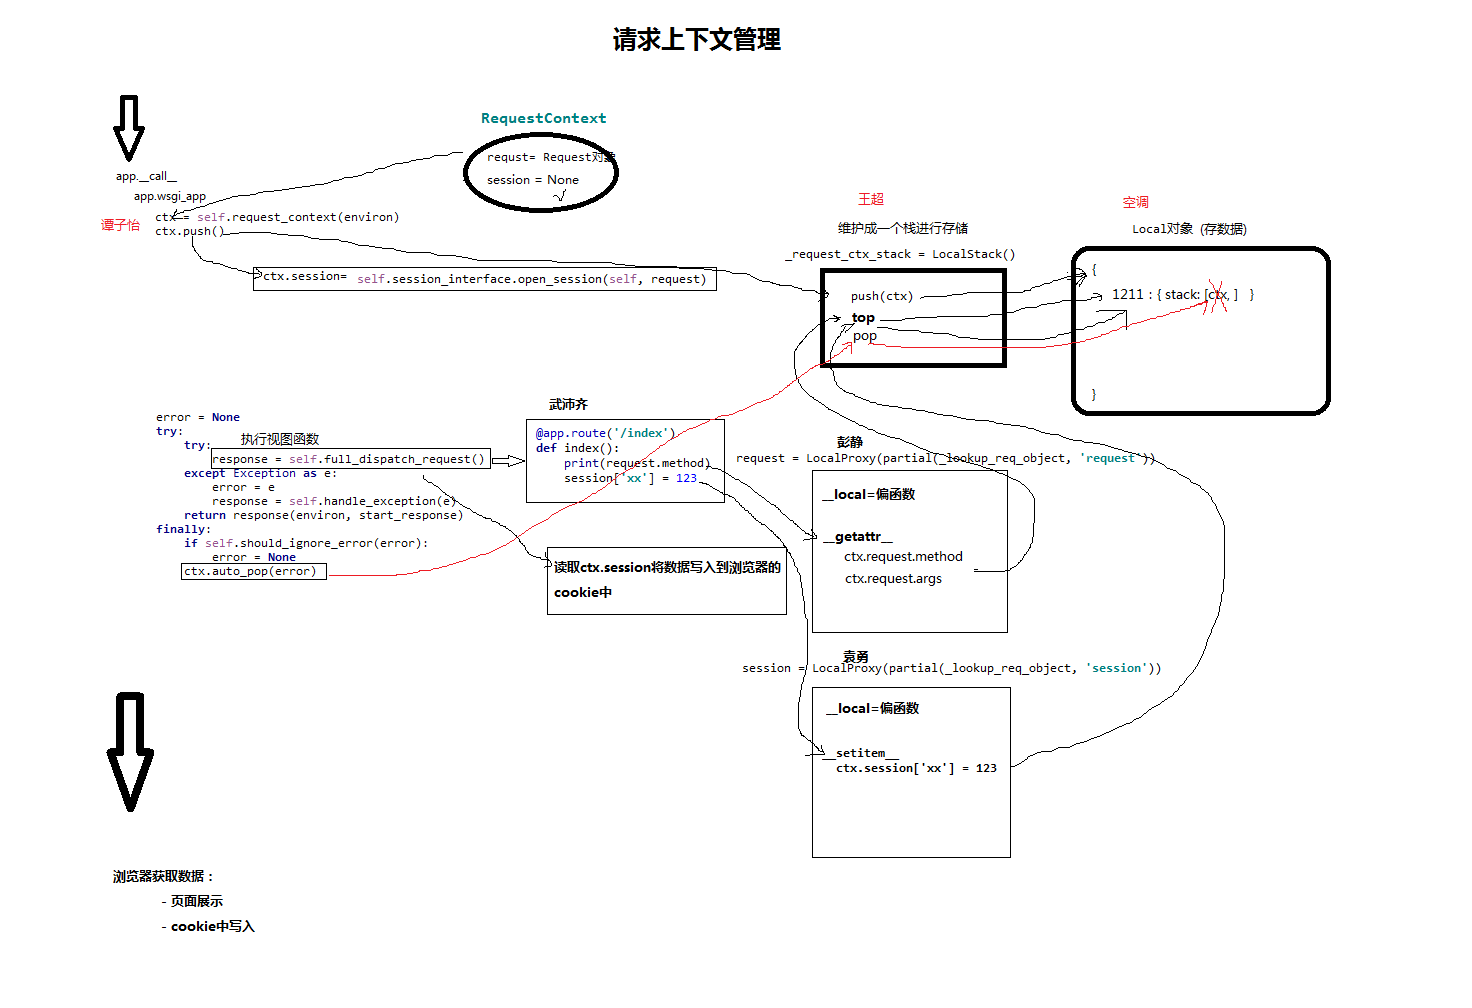 请求上下文管理
RequestContext
requst= Request对象
session = None
app.__call__
app.wsgi_app
谭子怡
ctx = self.request_context(environ)
ctx.push()
ctx.session= self.session_interface.open_session(self, request)
王超
维护成一个栈进行存储
_request_ctx_stack = LocalStack()
push(ctx)
top
pop
空调
Local对象 (存数据)
{
1211 : { stack: [ctx, ] }
}
error = None
try:
执行视图函数
try:
response = self.full_dispatch_request()
except Exception as e:
error = e
response = self.handle_exception(e)
return response(environ, start_response)
finally:
if self.should_ignore_error(error):
error = None
ctx.auto_pop(error)
武沛齐
@app.route('/index')
def index():
print(request.method)
session['xx'] = 123
读取ctx.session将数据写入到浏览器的
cookie中
彭静
request = LocalProxy(partial(_lookup_req_object, 'request'))
__local=偏函数
__getattr__
ctx.request.method
ctx.request.args
袁勇
session = LocalProxy(partial(_lookup_req_object, 'session'))
__local=偏函数
__setitem__
ctx.session['xx'] = 123
浏览器获取数据：
- 页面展示
- cookie中写入